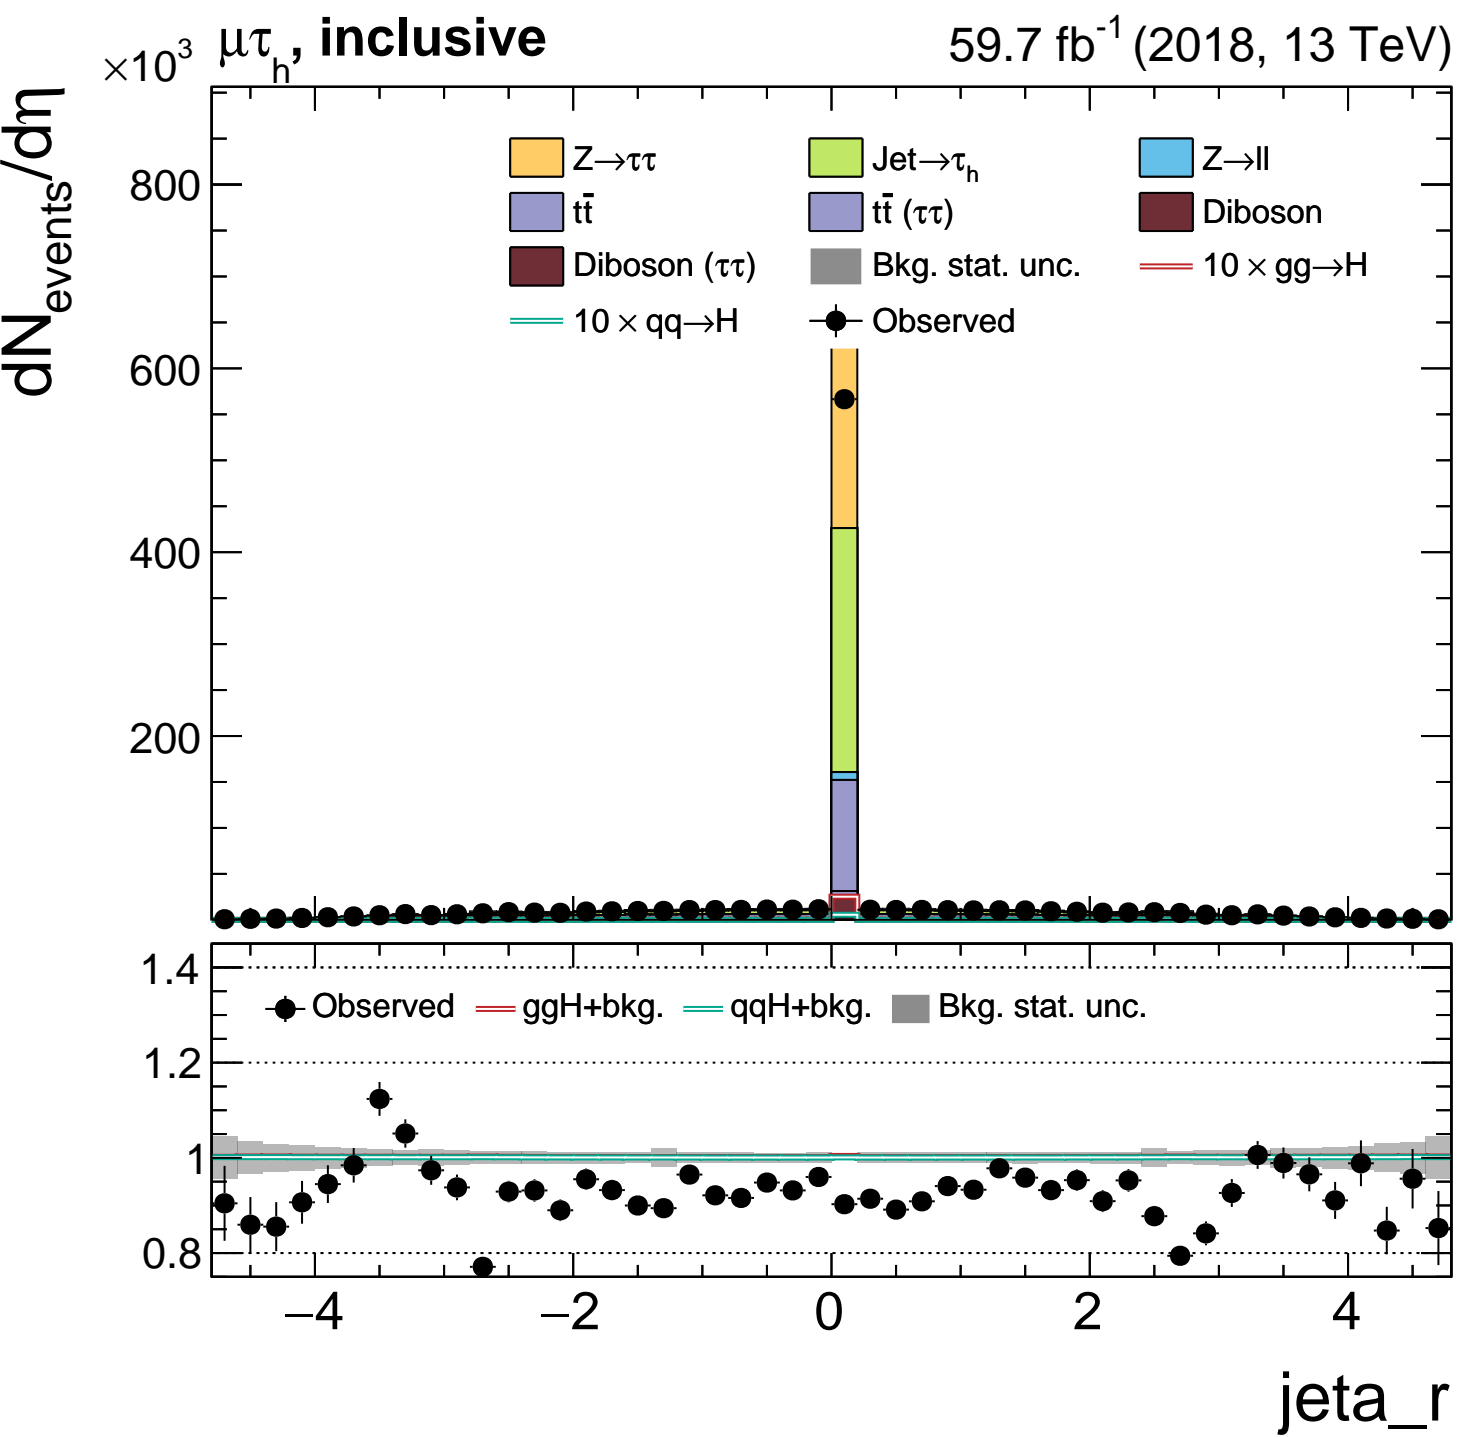 ×10³ μτₕ, inclusive 59.7 fb⁻¹ (2018, 13 TeV)
dN_events/dη
800
600
400
200
Z→ττ Jet→τₕ Z→ll
tt̄ tt̄ (ττ) Diboson
Diboson (ττ) Bkg. stat. unc. 10 × gg→H
10 × qq→H Observed
1.4
1.2
1
0.8
Observed ggH+bkg. qqH+bkg. Bkg. stat. unc.
−4 −2 0 2 4
jeta_r